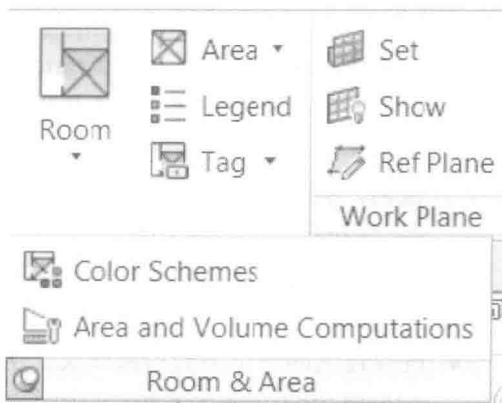 Room
Area
Legend
Tag
Set
Show
Ref Plane
Work Plane
Color Schemes
Area and Volume Computations
Room & Area